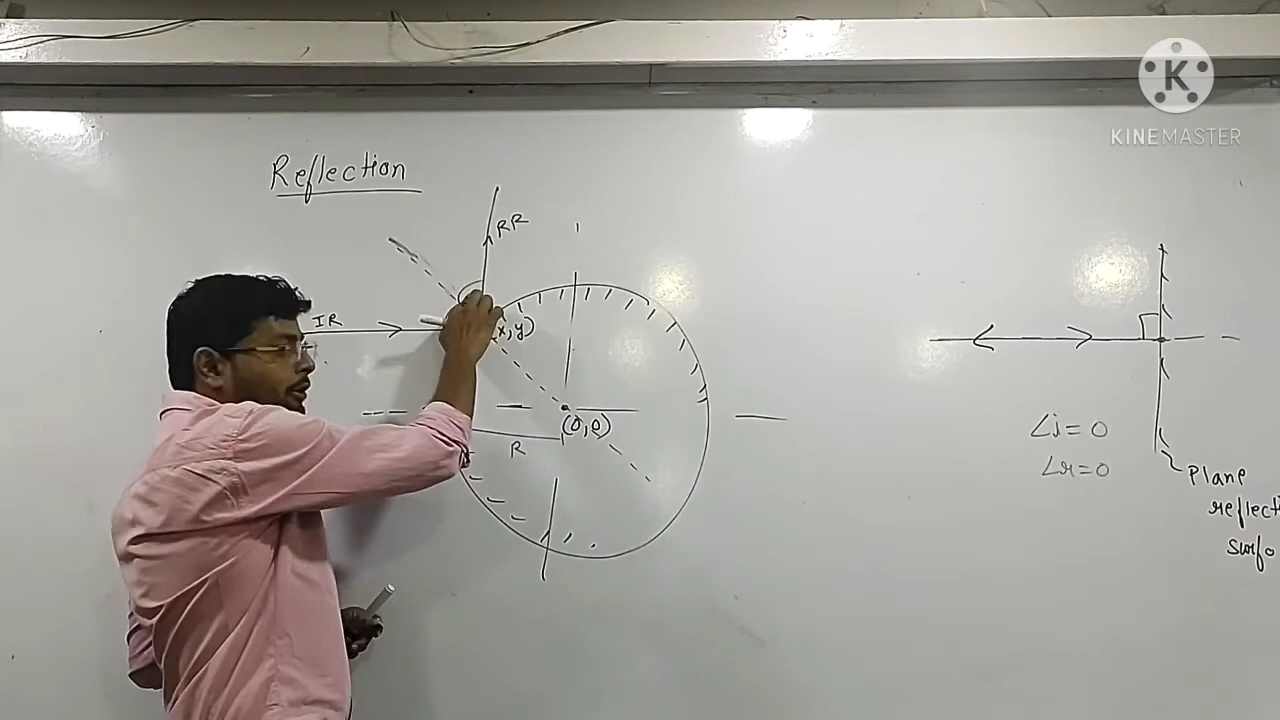 Reflection
RR
IR
x, y)
(0,0)
R
∠i = 0
∠r = 0
Plane
reflect
surfa
K
KINEMASTER